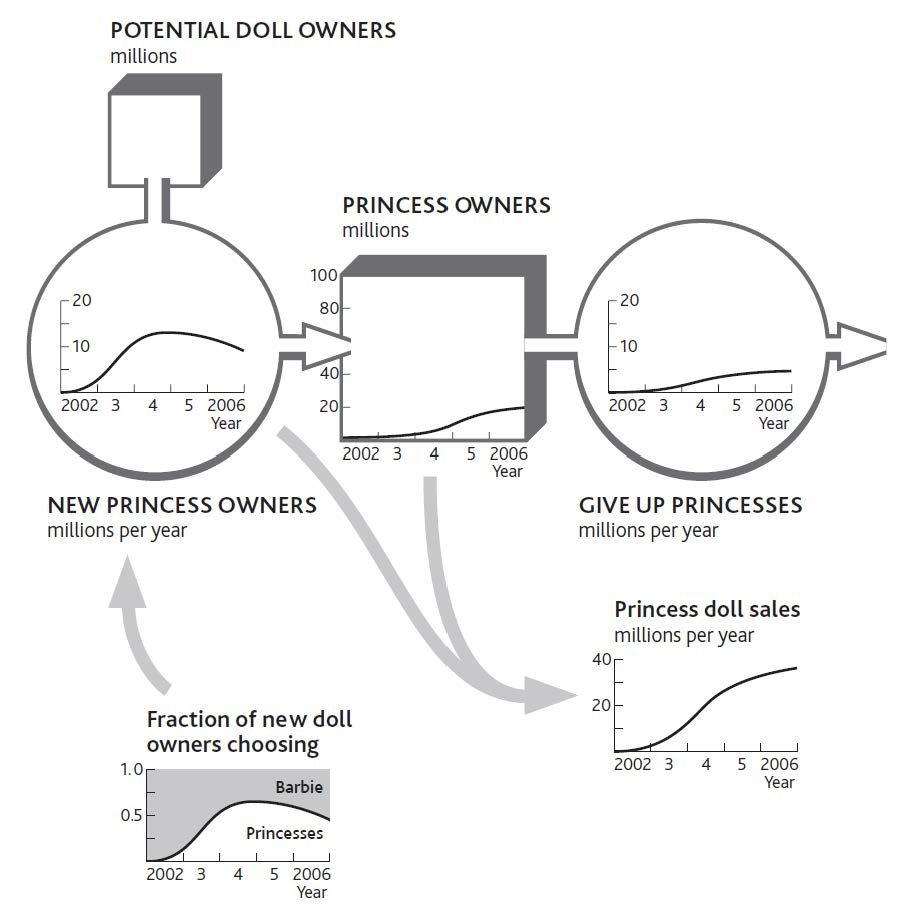 POTENTIAL DOLL OWNERS
millions
PRINCESS OWNERS
millions
100
80
40
20
2002 3 4 5 2006
Year
20
10
2002 3 4 5 2006
Year
NEW PRINCESS OWNERS
millions per year
20
10
2002 3 4 5 2006
Year
GIVE UP PRINCESSES
millions per year
Princess doll sales
millions per year
40
20
2002 3 4 5 2006
Year
Fraction of new doll
owners choosing
1.0
0.5
Barbie
Princesses
2002 3 4 5 2006
Year